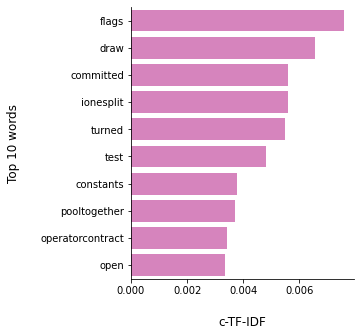 Top 10 words
flags
draw
committed
ionesplit
turned
test
constants
pooltogether
operatorcontract
open
0.000 0.002 0.004 0.006
c-TF-IDF